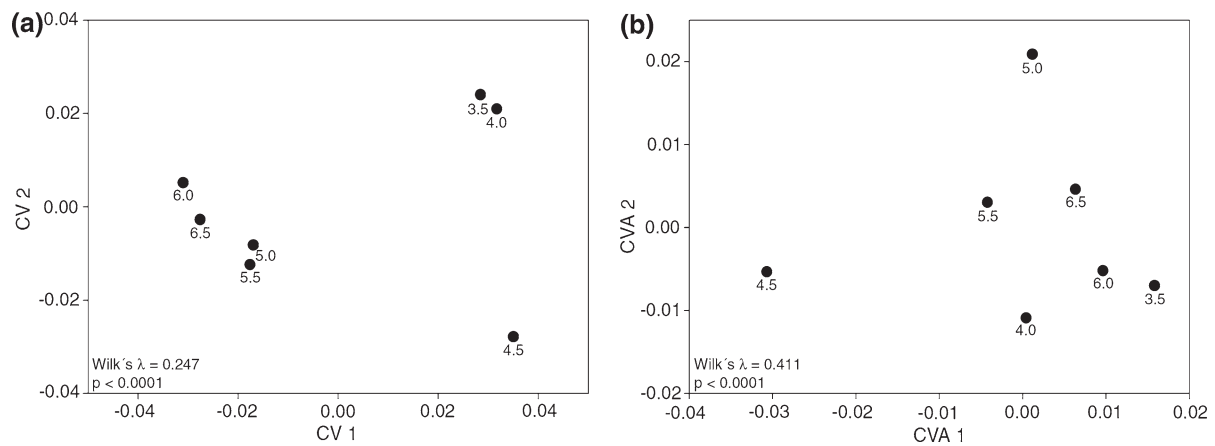 (a)
0.04
0.02
0.00
-0.02
-0.04
CV 2
3.5
4.0
6.0
6.5
5.0
5.5
4.5
Wilk´s λ = 0.247
p < 0.0001
-0.04 -0.02 0.00 0.02 0.04
CV 1
(b)
0.02
0.01
0.00
-0.01
-0.02
CVA 2
5.0
6.5
5.5
4.5
6.0
3.5
4.0
Wilk´s λ = 0.411
p < 0.0001
-0.04 -0.03 -0.02 -0.01 0.00 0.01 0.02
CVA 1